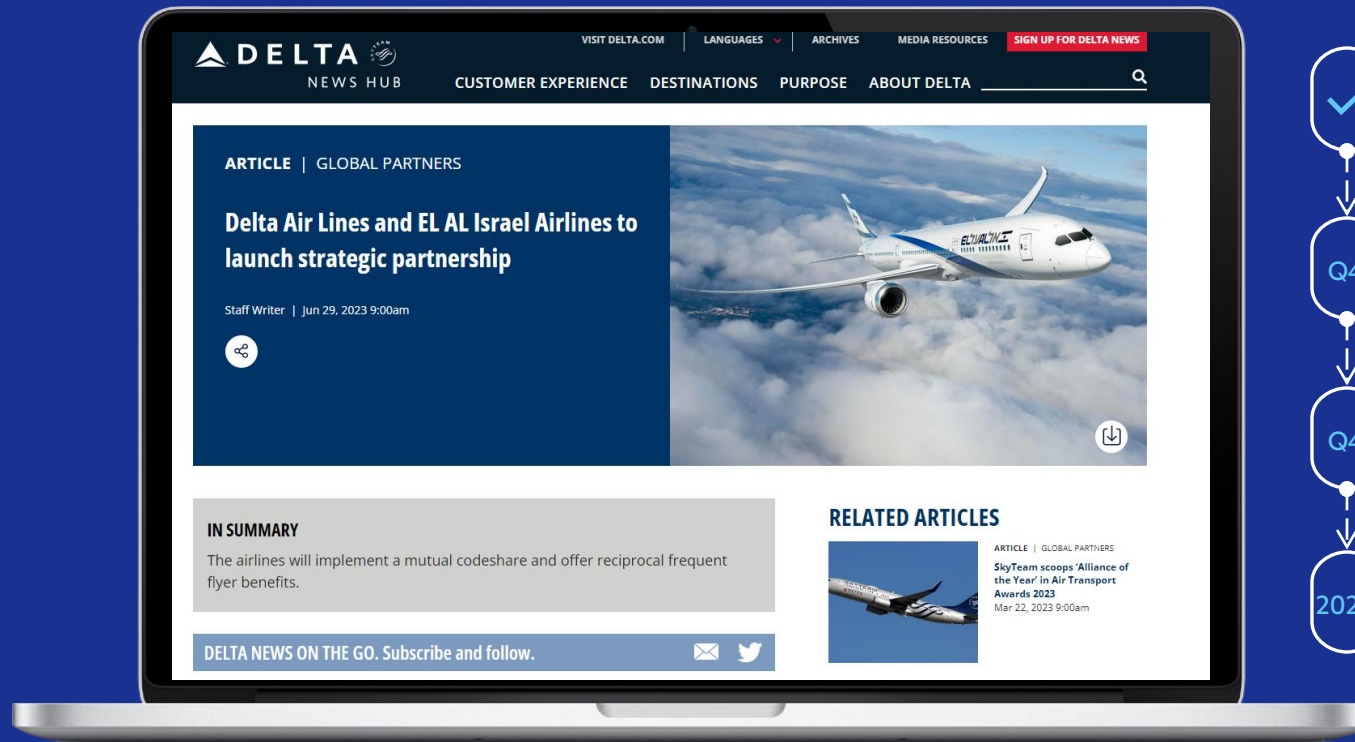 DELTA
NEWS HUB
VISIT DELTA.COM
LANGUAGES
ARCHIVES
MEDIA RESOURCES
SIGN UP FOR DELTA NEWS
CUSTOMER EXPERIENCE
DESTINATIONS
PURPOSE
ABOUT DELTA
ARTICLE | GLOBAL PARTNERS
Delta Air Lines and EL AL Israel Airlines to
launch strategic partnership
Staff Writer | Jun 29, 2023 9:00am
IN SUMMARY
The airlines will implement a mutual codeshare and offer reciprocal frequent
flyer benefits.
DELTA NEWS ON THE GO. Subscribe and follow.
RELATED ARTICLES
ARTICLE | GLOBAL PARTNERS
SkyTeam scoops 'Alliance of
the Year' in Air Transport
Awards 2023
Mar 22, 2023 9:00am
Q4
Q4